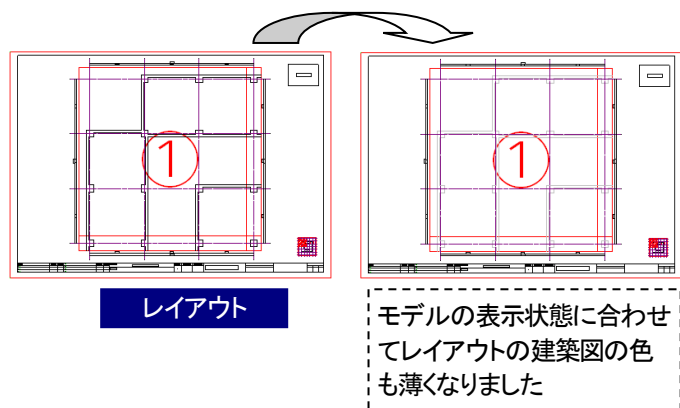 1
1
レイアウト
モデルの表示状態に合わせ
てレイアウトの建築図の色
も薄くなりました